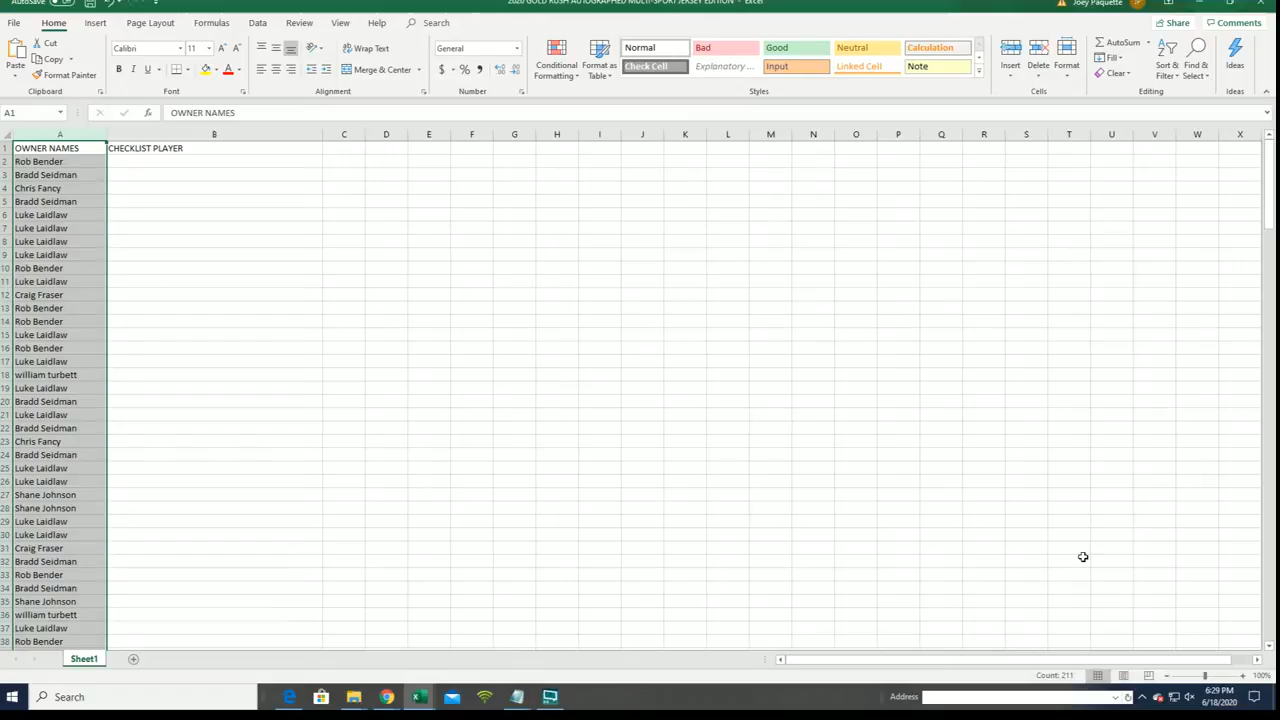 AutoSave
2020 GOLD RUSH AUTOGRAPHED MULTI-SPORT JERSEY EDITION - Excel
Joey Paquette
JP
File Home Insert Page Layout Formulas Data Review View Help Search
Share Comments
Paste Cut Copy Format Painter
Clipboard
Calibri 11
B I U
Font
Wrap Text
Merge & Center
Alignment
General
$ % ,
Number
Conditional Formatting
Format as Table
Normal Bad Good Neutral Calculation
Check Cell Explanatory ... Input Linked Cell Note
Styles
Insert Delete Format
Cells
AutoSum
Fill
Clear
Sort & Filter
Find & Select
Editing
Ideas
Ideas
A1 fx OWNER NAMES
A B C D E F G H I J K L M N O P Q R S T U V W X
1 OWNER NAMES CHECKLIST PLAYER
2 Rob Bender
3 Bradd Seidman
4 Chris Fancy
5 Bradd Seidman
6 Luke Laidlaw
7 Luke Laidlaw
8 Luke Laidlaw
9 Luke Laidlaw
10 Rob Bender
11 Luke Laidlaw
12 Craig Fraser
13 Rob Bender
14 Rob Bender
15 Luke Laidlaw
16 Rob Bender
17 Luke Laidlaw
18 william turbett
19 Luke Laidlaw
20 Bradd Seidman
21 Luke Laidlaw
22 Bradd Seidman
23 Chris Fancy
24 Bradd Seidman
25 Luke Laidlaw
26 Luke Laidlaw
27 Shane Johnson
28 Shane Johnson
29 Luke Laidlaw
30 Luke Laidlaw
31 Craig Fraser
32 Bradd Seidman
33 Rob Bender
34 Bradd Seidman
35 Shane Johnson
36 william turbett
37 Luke Laidlaw
38 Rob Bender
Sheet1
Count: 211 100%
Search
Address
6:29 PM
6/18/2020